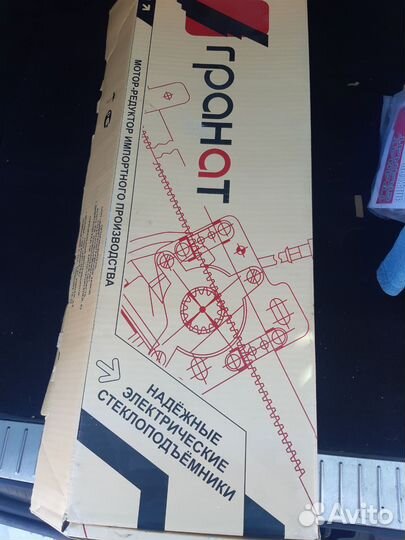 гранат
МОТОР-РЕДУКТОР ИМПОРТНОГО ПРОИЗВОДСТВА
НАДЁЖНЫЕ
ЭЛЕКТРИЧЕСКИЕ
СТЕКЛОПОДЪЁМНИКИ
Avito